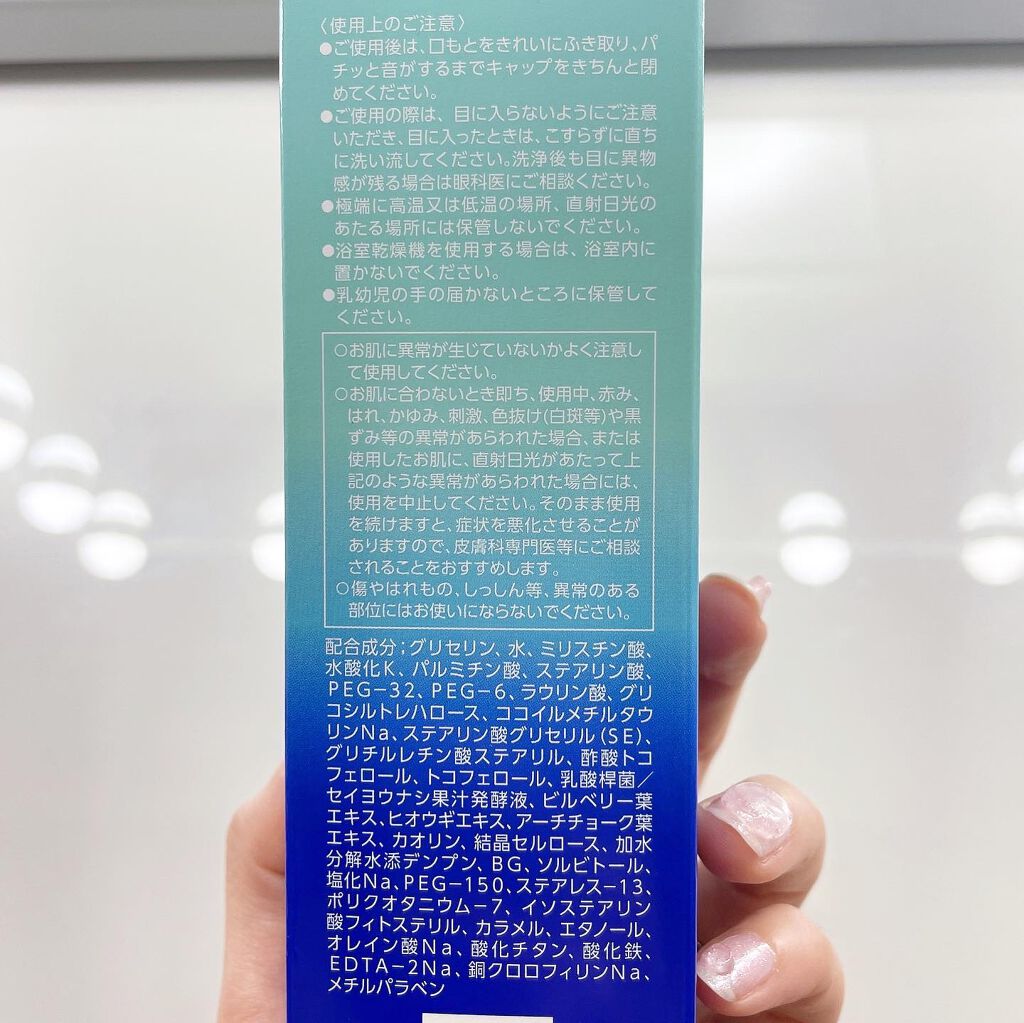 〈使用上のご注意〉
●ご使用後は、口もとをきれいにふき取り、パ
チッと音がするまでキャップをきちんと閉
めてください。
●ご使用の際は、目に入らないようにご注意
いただき、目に入ったときは、こすらずに直ち
に洗い流してください。洗浄後も目に異物
感が残る場合は眼科医にご相談ください。
●極端に高温又は低温の場所、直射日光の
あたる場所には保管しないでください。
●浴室乾燥機を使用する場合は、浴室内に
置かないでください。
●乳幼児の手の届かないところに保管して
ください。
○お肌に異常が生じていないかよく注意し
て使用してください。
○お肌に合わないとき即ち、使用中、赤み、
はれ、かゆみ、刺激、色抜け(白斑等)や黒
ずみ等の異常があらわれた場合、または
使用したお肌に、直射日光があたって上
記のような異常があらわれた場合には、
使用を中止してください。そのまま使用
を続けますと、症状を悪化させることが
ありますので、皮膚科専門医等にご相談
されることをおすすめします。
○傷やはれもの、しっしん等、異常のある
部位にはお使いにならないでください。
配合成分；グリセリン、水、ミリスチン酸、
水酸化K、パルミチン酸、ステアリン酸、
PEG-32、PEG-6、ラウリン酸、グリ
コシルトレハロース、ココイルメチルタウ
リンNa、ステアリン酸グリセリル(SE)、
グリチルレチン酸ステアリル、酢酸トコ
フェロール、トコフェロール、乳酸桿菌／
セイヨウナシ果汁発酵液、ビルベリー葉
エキス、ヒオウギエキス、アーチチョーク葉
エキス、カオリン、結晶セルロース、加水
分解水添デンプン、BG、ソルビトール、
塩化Na、PEG-150、ステアレス-13、
ポリクオタニウム-7、イソステアリン
酸フィトステリル、カラメル、エタノール、
オレイン酸Na、酸化チタン、酸化鉄、
EDTA-2Na、銅クロロフィリンNa、
メチルパラベン